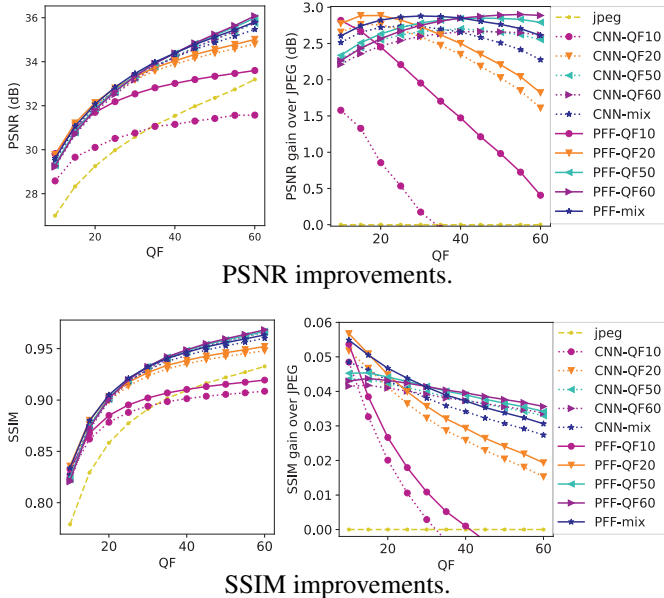 PSNR (dB)
36
34
32
30
28
20
40
60
QF
PSNR gain over JPEG (dB)
3.0
2.5
2.0
1.5
1.0
0.5
0.0
20
40
60
QF
jpeg
CNN-QF10
CNN-QF20
CNN-QF50
CNN-QF60
CNN-mix
PFF-QF10
PFF-QF20
PFF-QF50
PFF-QF60
PFF-mix
PSNR improvements.
SSIM
0.95
0.90
0.85
0.80
20
40
60
QF
SSIM gain over JPEG
0.06
0.05
0.04
0.03
0.02
0.01
0.00
20
40
60
QF
jpeg
CNN-QF10
CNN-QF20
CNN-QF50
CNN-QF60
CNN-mix
PFF-QF10
PFF-QF20
PFF-QF50
PFF-QF60
PFF-mix
SSIM improvements.